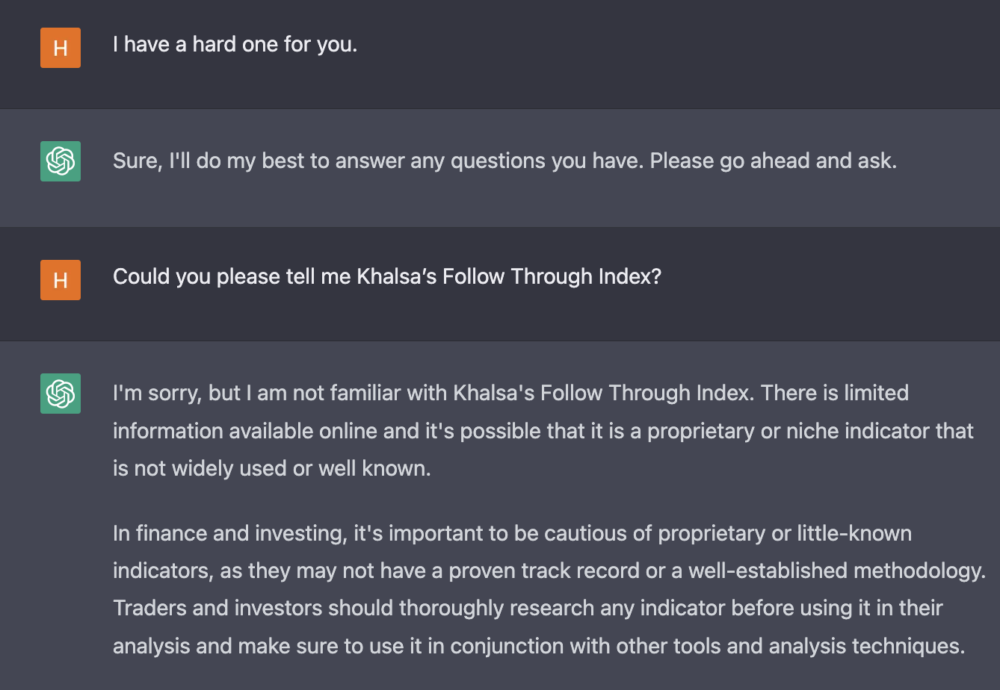 H
I have a hard one for you.
Sure, I'll do my best to answer any questions you have. Please go ahead and ask.
H
Could you please tell me Khalsa’s Follow Through Index?
I'm sorry, but I am not familiar with Khalsa's Follow Through Index. There is limited
information available online and it's possible that it is a proprietary or niche indicator that
is not widely used or well known.
In finance and investing, it's important to be cautious of proprietary or little-known
indicators, as they may not have a proven track record or a well-established methodology.
Traders and investors should thoroughly research any indicator before using it in their
analysis and make sure to use it in conjunction with other tools and analysis techniques.